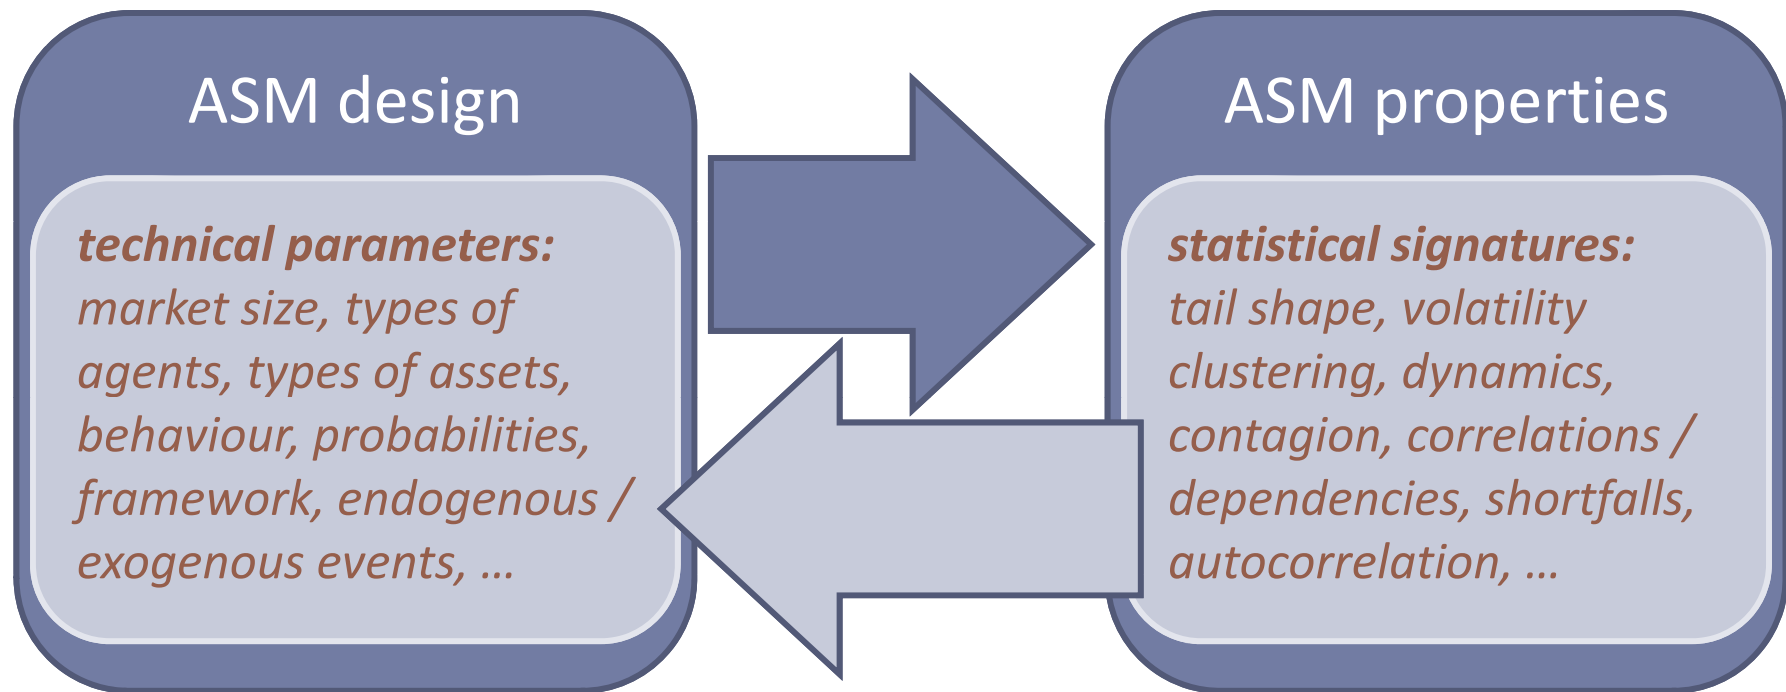 ASM design
technical parameters:
market size, types of
agents, types of assets,
behaviour, probabilities,
framework, endogenous /
exogenous events, …
ASM properties
statistical signatures:
tail shape, volatility
clustering, dynamics,
contagion, correlations /
dependencies, shortfalls,
autocorrelation, …